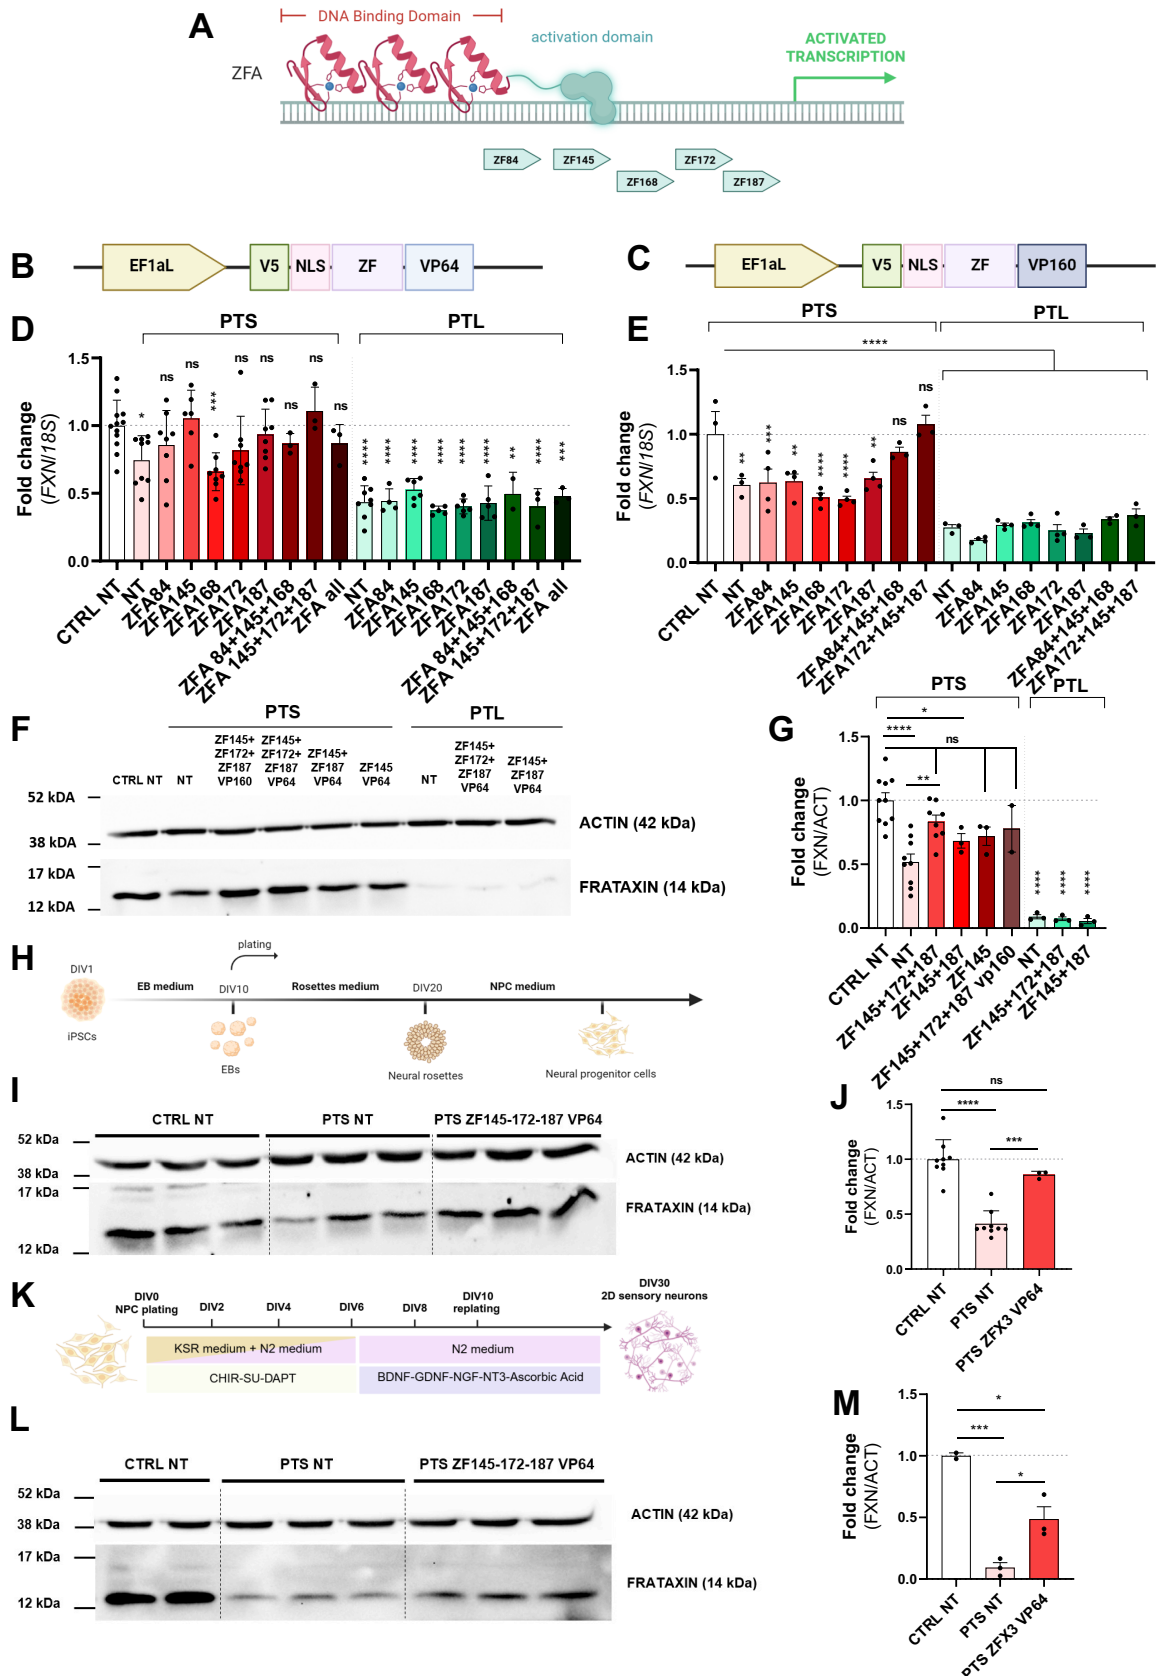 A
DNA Binding Domain
activation domain
ACTIVATED
TRANSCRIPTION
ZFA
ZF84
ZF145
ZF168
ZF172
ZF187
B
EF1aL
V5
NLS
ZF
VP64
C
EF1aL
V5
NLS
ZF
VP160
D
PTS
PTL
Fold change
(FXN/18S)
1.5
1.0
0.5
0.0
*
ns
ns
***
ns
ns
ns
ns
ns
****
****
****
****
****
****
**
****
***
CTRL NT
NT
ZFA84
ZFA145
ZFA168
ZFA172
ZFA187
ZFA 84+145+168
ZFA 145+172+187
ZFA all
NT
ZFA84
ZFA145
ZFA168
ZFA172
ZFA187
ZFA 84+145+168
ZFA 145+172+187
ZFA all
E
PTS
PTL
Fold change
(FXN/18S)
1.5
1.0
0.5
0.0
****
**
***
**
****
****
**
ns
ns
CTRL NT
NT
ZFA84
ZFA145
ZFA168
ZFA172
ZFA187
ZFA84+145+168
ZFA172+145+187
NT
ZFA84
ZFA145
ZFA168
ZFA172
ZFA187
ZFA84+145+168
ZFA172+145+187
F
PTS
PTL
CTRL NT
NT
ZF145+
ZF172+
ZF187
VP160
ZF145+
ZF172+
ZF187
VP64
ZF145+
ZF187
VP64
ZF145
VP64
NT
ZF145+
ZF172+
ZF187
VP64
ZF145+
ZF187
VP64
52 kDA
38 kDA
17 kDA
12 kDA
ACTIN (42 kDa)
FRATAXIN (14 kDa)
G
PTS
PTL
Fold change
(FXN/ACT)
1.5
1.0
0.5
0.0
*
****
ns
**
****
****
****
CTRL NT
NT
ZF145+172+187
ZF145+187
ZF145
ZF145+172+187 vp160
NT
ZF145+172+187
ZF145+187
H
DIV1
iPSCs
EB medium
plating
DIV10
EBs
Rosettes medium
DIV20
Neural rosettes
NPC medium
Neural progenitor cells
I
CTRL NT
PTS NT
PTS ZF145-172-187 VP64
52 kDa
38 kDa
17 kDa
12 kDa
ACTIN (42 kDa)
FRATAXIN (14 kDa)
J
Fold change
(FXN/ACT)
1.5
1.0
0.5
0.0
ns
****
***
CTRL NT
PTS NT
PTS ZFX3 VP64
K
DIV0
NPC plating
DIV2
DIV4
DIV6
DIV8
DIV10
replating
DIV30
2D sensory neurons
KSR medium + N2 medium
N2 medium
CHIR-SU-DAPT
BDNF-GDNF-NGF-NT3-Ascorbic Acid
L
CTRL NT
PTS NT
PTS ZF145-172-187 VP64
52 kDa
38 kDa
17 kDa
12 kDa
ACTIN (42 kDa)
FRATAXIN (14 kDa)
M
Fold change
(FXN/ACT)
1.5
1.0
0.5
0.0
*
***
*
CTRL NT
PTS NT
PTS ZFX3 VP64